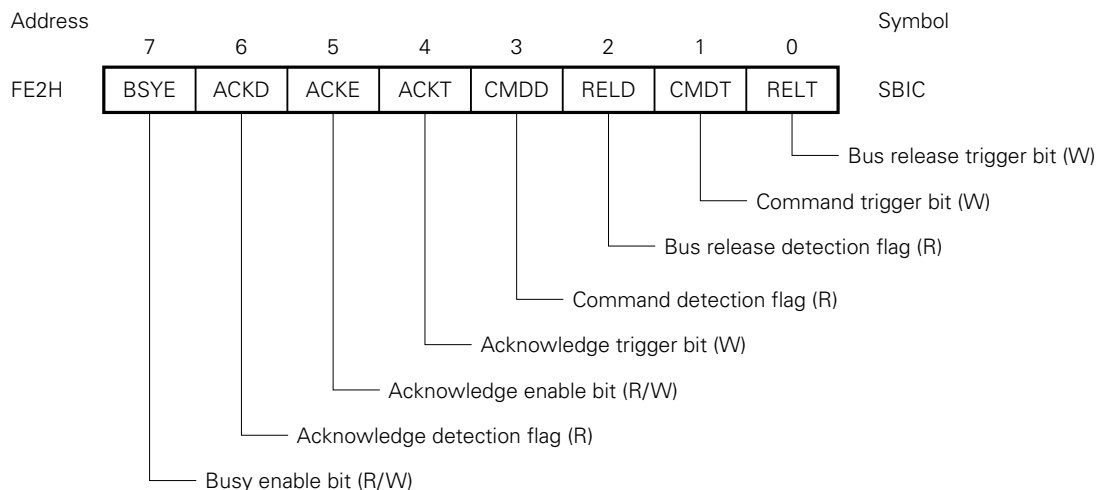 Address Symbol
7 6 5 4 3 2 1 0
FE2H BSYE ACKD ACKE ACKT CMDD RELD CMDT RELT SBIC
Bus release trigger bit (W)
Command trigger bit (W)
Bus release detection flag (R)
Command detection flag (R)
Acknowledge trigger bit (W)
Acknowledge enable bit (R/W)
Acknowledge detection flag (R)
Busy enable bit (R/W)